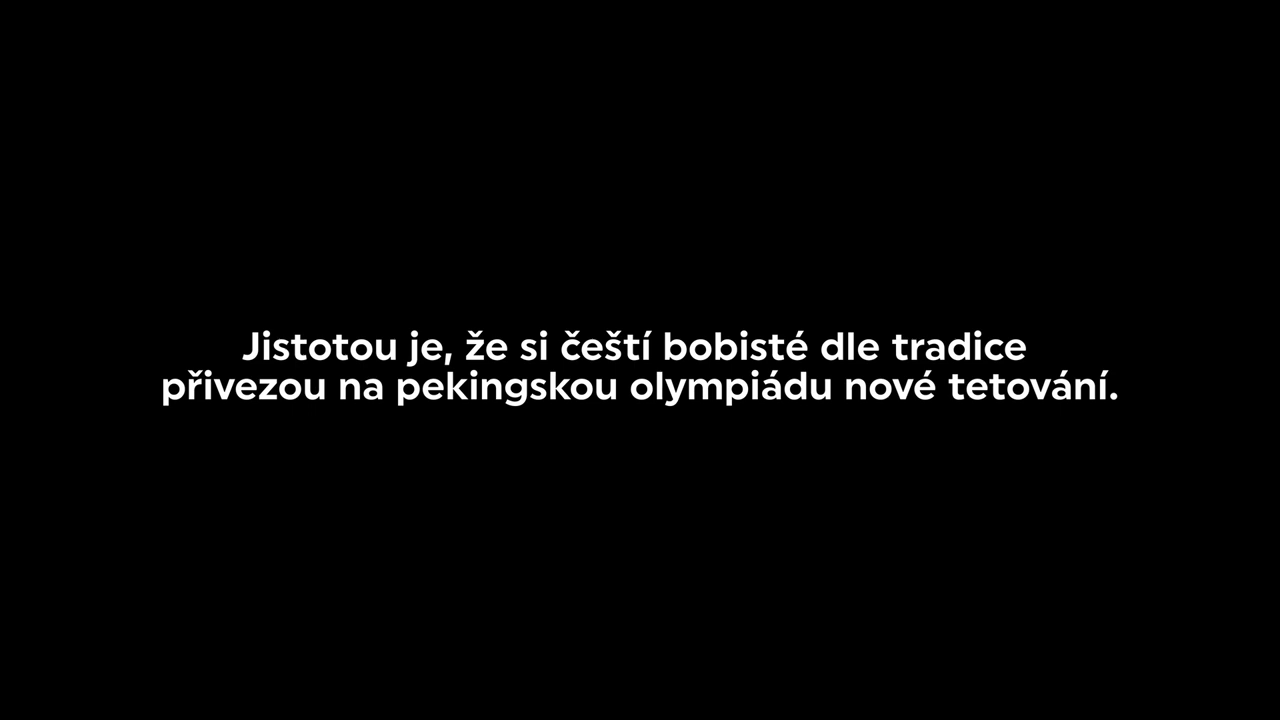 Jistotou je, že si čeští bobisté dle tradice
přivezou na pekingskou olympiádu nové tetování.